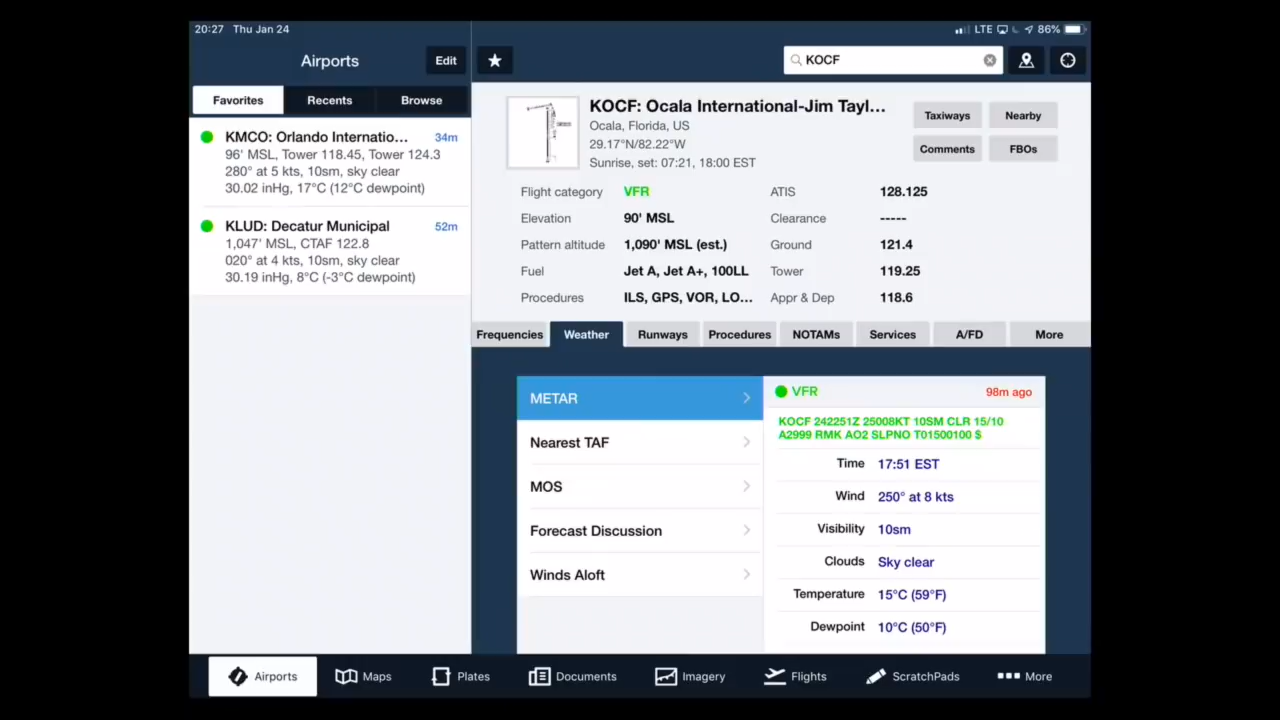 20:27 Thu Jan 24
LTE 86%
Airports
Edit
Favorites
Recents
Browse
KMCO: Orlando Internatio...
34m
96' MSL, Tower 118.45, Tower 124.3
280° at 5 kts, 10sm, sky clear
30.02 inHg, 17°C (12°C dewpoint)
KLUD: Decatur Municipal
52m
1,047' MSL, CTAF 122.8
020° at 4 kts, 10sm, sky clear
30.19 inHg, 8°C (-3°C dewpoint)
KOCF
KOCF: Ocala International-Jim Tayl...
Ocala, Florida, US
29.17°N/82.22°W
Sunrise, set: 07:21, 18:00 EST
Taxiways
Nearby
Comments
FBOs
Flight category VFR
ATIS 128.125
Elevation 90' MSL
Clearance -----
Pattern altitude 1,090' MSL (est.)
Ground 121.4
Fuel Jet A, Jet A+, 100LL
Tower 119.25
Procedures ILS, GPS, VOR, LO...
Appr & Dep 118.6
Frequencies
Weather
Runways
Procedures
NOTAMs
Services
A/FD
More
METAR
Nearest TAF
MOS
Forecast Discussion
Winds Aloft
VFR
98m ago
KOCF 242251Z 25008KT 10SM CLR 15/10
A2999 RMK AO2 SLPNO T01500100 $
Time 17:51 EST
Wind 250° at 8 kts
Visibility 10sm
Clouds Sky clear
Temperature 15°C (59°F)
Dewpoint 10°C (50°F)
Airports
Maps
Plates
Documents
Imagery
Flights
ScratchPads
More